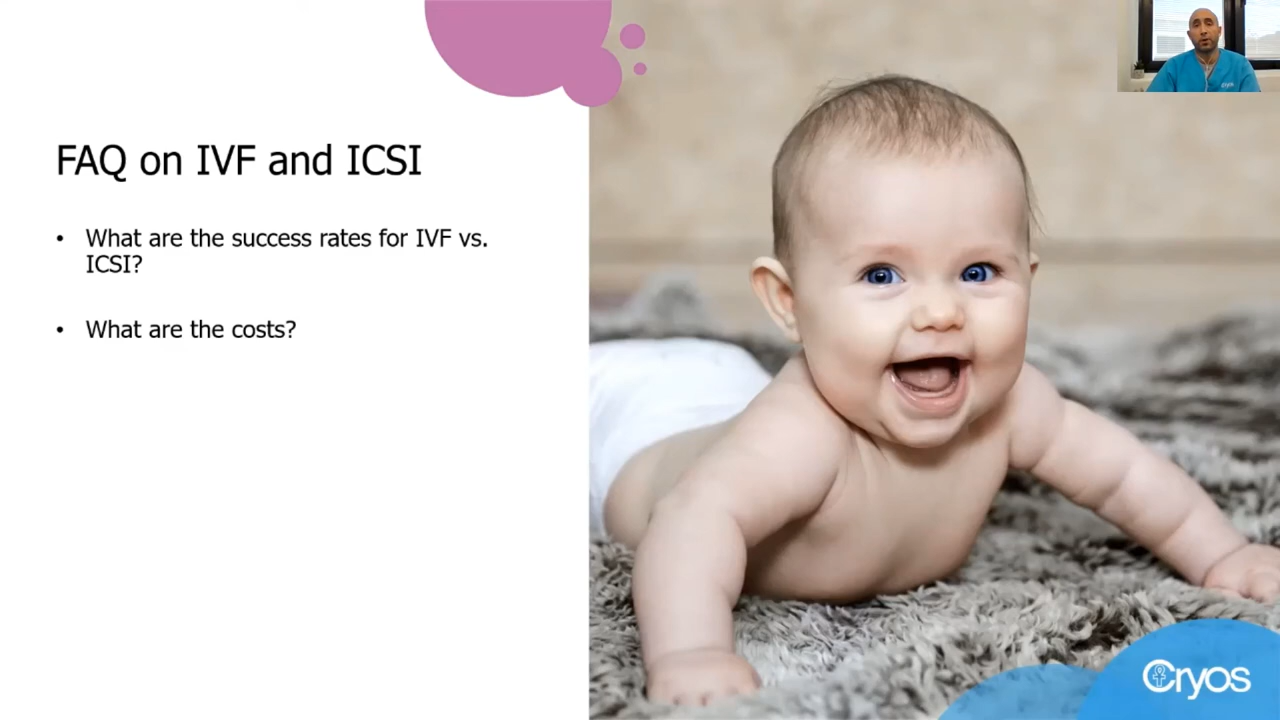 FAQ on IVF and ICSI
• What are the success rates for IVF vs.
ICSI?
• What are the costs?
Cryos